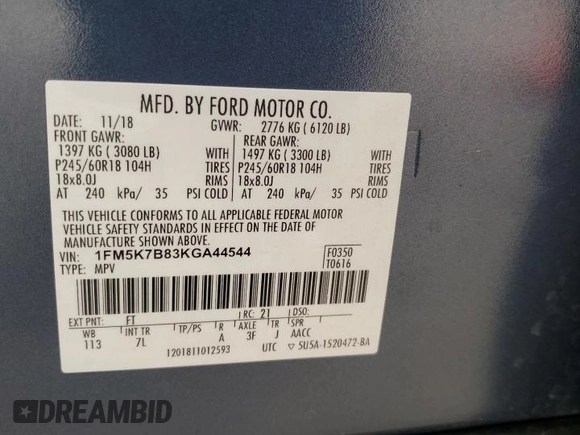 MFD. BY FORD MOTOR CO.
DATE: 11/18 GVWR: 2776 KG ( 6120 LB)
FRONT GAWR: REAR GAWR:
1397 KG ( 3080 LB) WITH 1497 KG ( 3300 LB) WITH
P245/60R18 104H TIRES P245/60R18 104H TIRES
18x8.0J RIMS 18x8.0J RIMS
AT 240 kPa/ 35 PSI COLD AT 240 kPa/ 35 PSI COLD
THIS VEHICLE CONFORMS TO ALL APPLICABLE FEDERAL MOTOR
VEHICLE SAFETY STANDARDS IN EFFECT ON THE DATE OF
MANUFACTURE SHOWN ABOVE.
VIN: 1FM5K7B83KGA44544 F0350
TYPE: MPV T0616
EXT PNT: FT RC: 21 DSO:
WB INT TR TP/PS R AXLE TR SPR
113 7L A 3F J AACC
1201811012593 UTC ▽ 5U5A-1520472-BA
DREAMBID